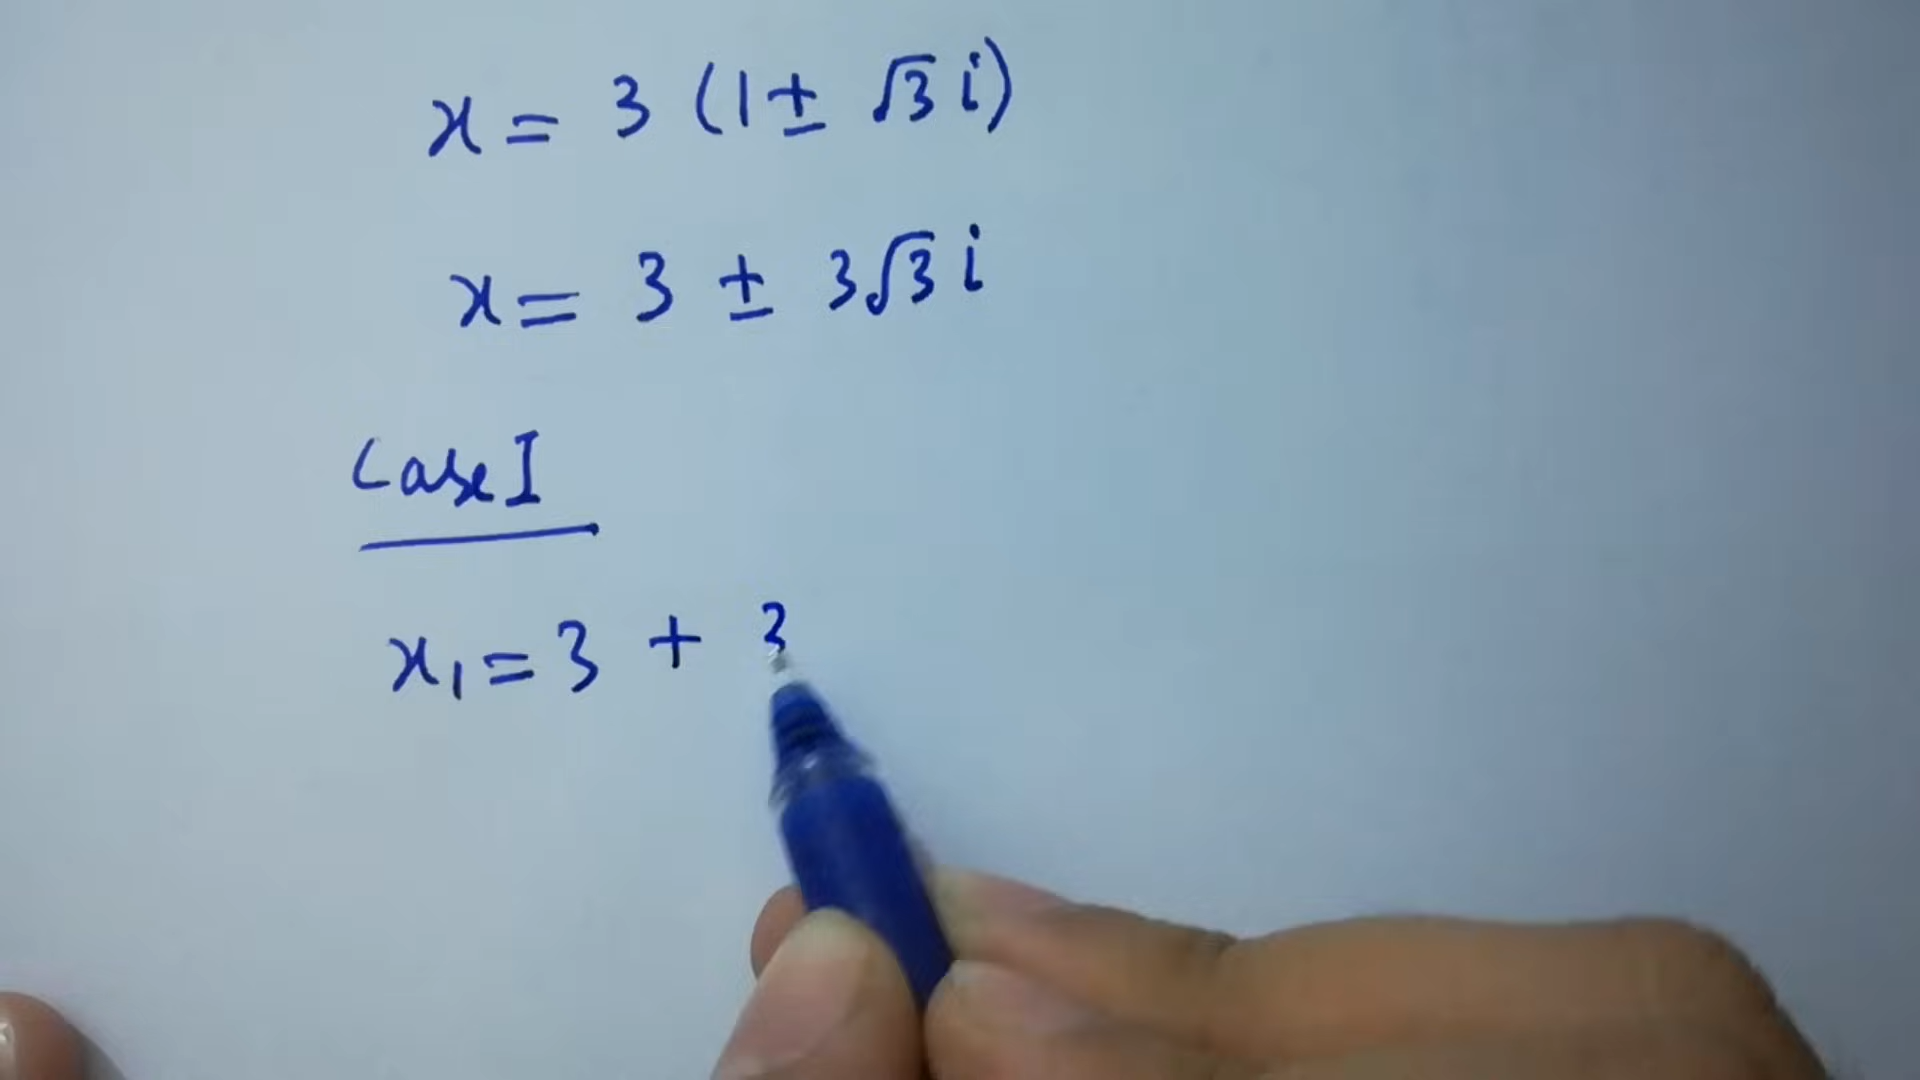 x = 3 (1 ± √3 i)
x = 3 ± 3√3 i
Case I
x₁ = 3 + 3